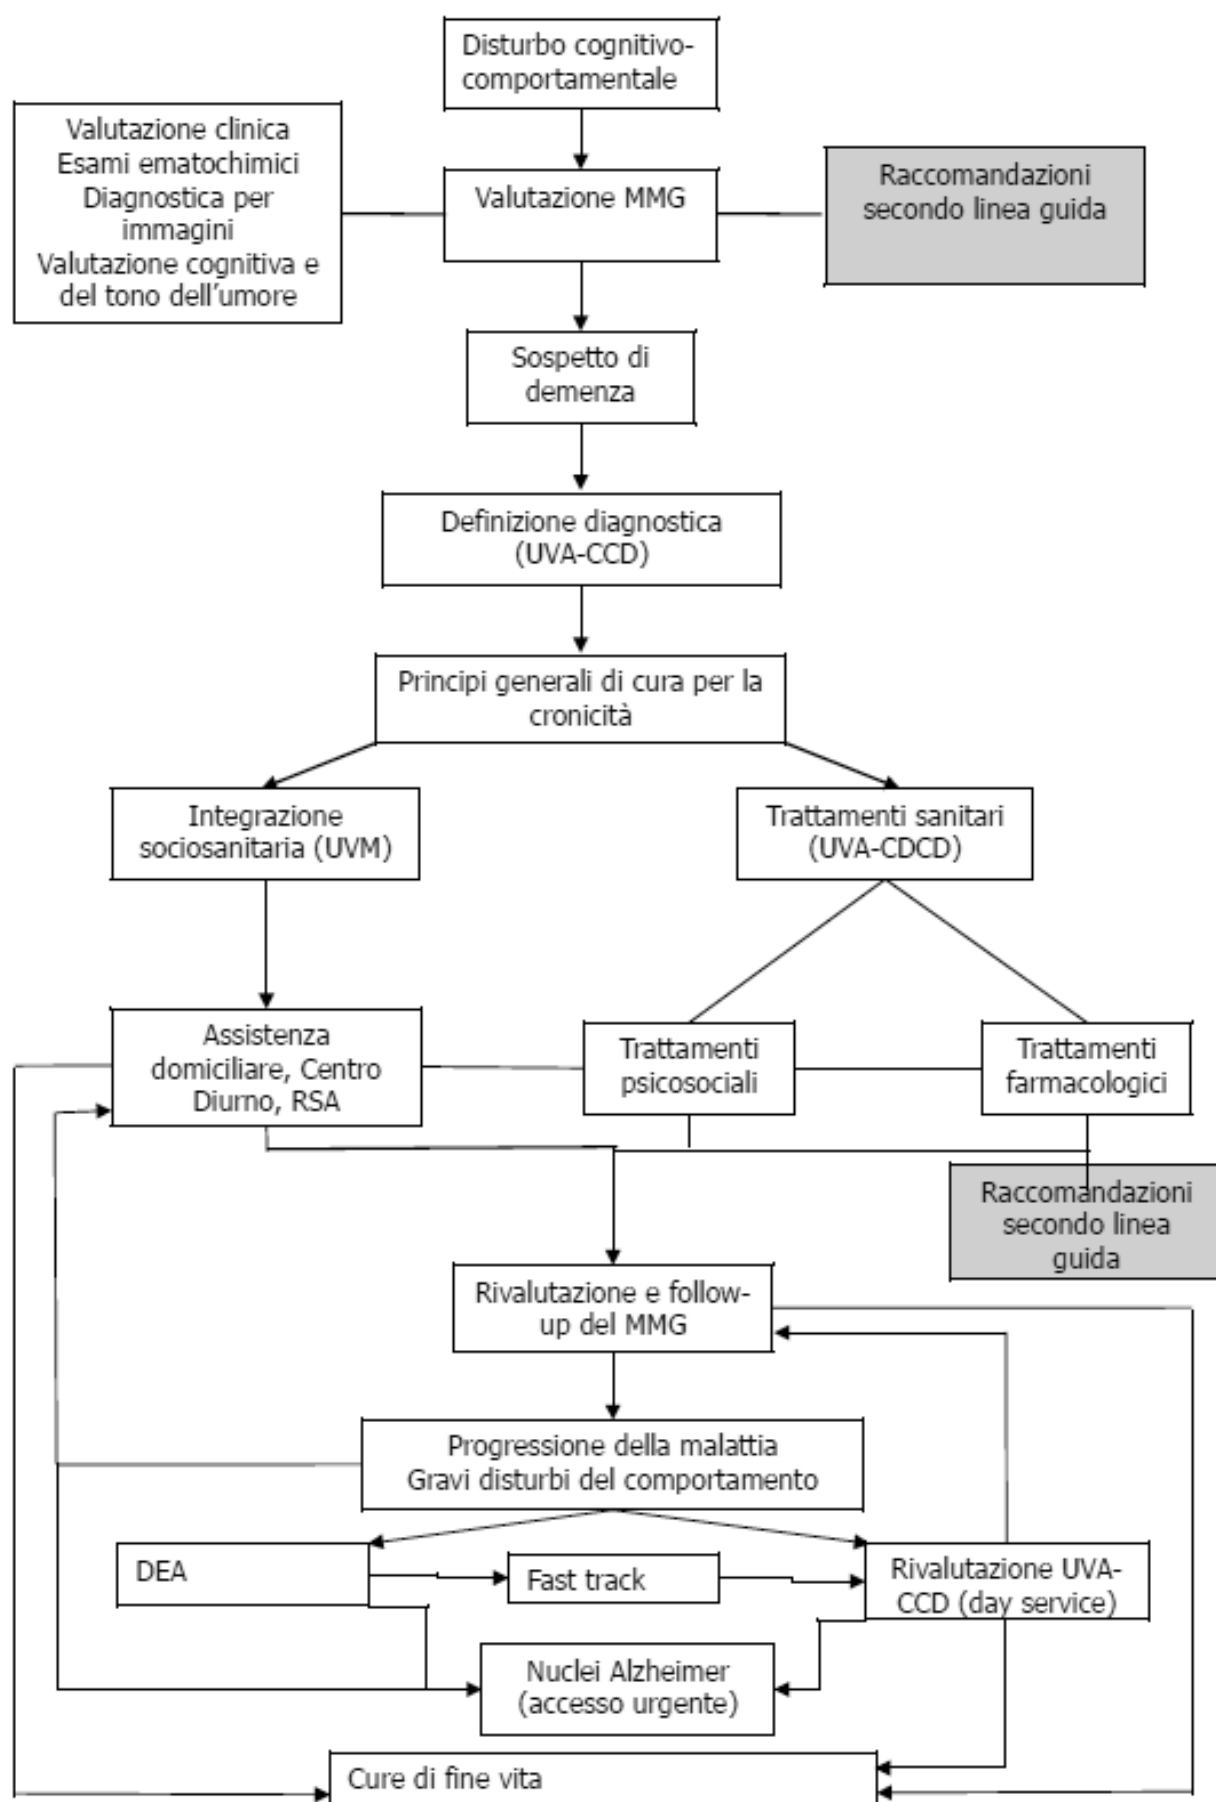 Disturbo cognitivo-
comportamentale
Valutazione clinica
Esami ematochimici
Diagnostica per
immagini
Valutazione cognitiva e
del tono dell'umore
Valutazione MMG
Raccomandazioni
secondo linea guida
Sospetto di
demenza
Definizione diagnostica
(UVA-CCD)
Principi generali di cura per la
cronicità
Integrazione
sociosanitaria (UVM)
Trattamenti sanitari
(UVA-CDCD)
Assistenza
domiciliare, Centro
Diurno, RSA
Trattamenti
psicosociali
Trattamenti
farmacologici
Raccomandazioni
secondo linea
guida
Rivalutazione e follow-
up del MMG
Progressione della malattia
Gravi disturbi del comportamento
DEA
Fast track
Rivalutazione UVA-
CCD (day service)
Nuclei Alzheimer
(accesso urgente)
Cure di fine vita